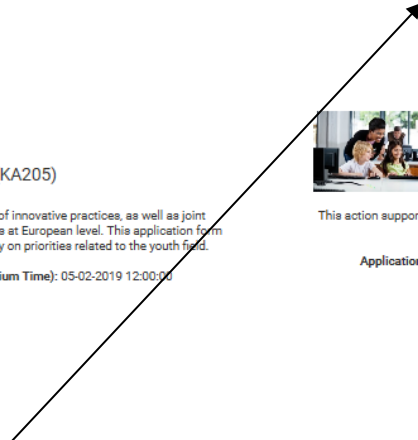 KA205)
of innovative practices, as well as joint
s at European level. This application form
y on priorities related to the youth field.
ium Time): 05-02-2019 12:00:00
This action suppor
Application